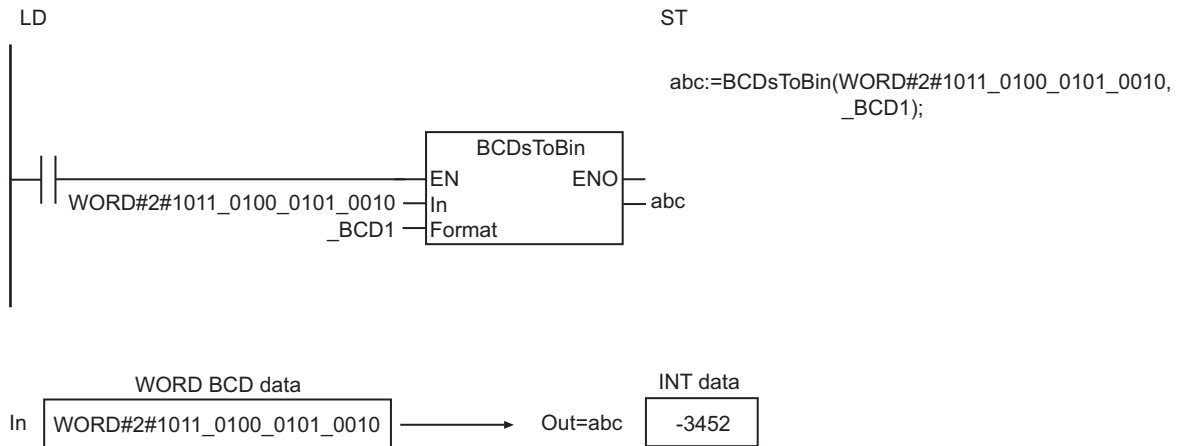 LD
ST
abc:=BCDsToBin(WORD#2#1011_0100_0101_0010,
_BCD1);
BCDsToBin
EN ENO
WORD#2#1011_0100_0101_0010 In abc
_BCD1 Format
WORD BCD data
INT data
In WORD#2#1011_0100_0101_0010 Out=abc -3452